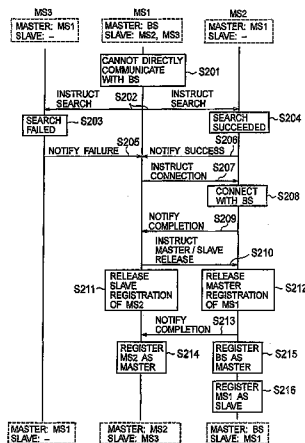 MS3
MS1
MS2
MASTER: MS1
SLAVE: –
MASTER: BS
SLAVE: MS2, MS3
MASTER: MS1
SLAVE: –
CANNOT DIRECTLY
COMMUNICATE
WITH BS
S201
INSTRUCT
SEARCH
S202
INSTRUCT
SEARCH
SEARCH
FAILED
S203
SEARCH
SUCCEEDED
S204
S205
NOTIFY FAILURE
S206
NOTIFY SUCCESS
INSTRUCT
CONNECTION
S207
CONNECT
WITH BS
S208
NOTIFY
COMPLETION
S209
INSTRUCT
MASTER / SLAVE
RELEASE
S210
S211
RELEASE
SLAVE
REGISTRATION
OF MS2
RELEASE
MASTER
REGISTRATION
OF MS1
S212
NOTIFY
COMPLETION
S213
REGISTER
MS2 AS
MASTER
S214
REGISTER
BS AS
MASTER
S215
REGISTER
MS1 AS
SLAVE
S216
MASTER: MS1
SLAVE: –
MASTER: MS2
SLAVE: MS3
MASTER: BS
SLAVE: MS1